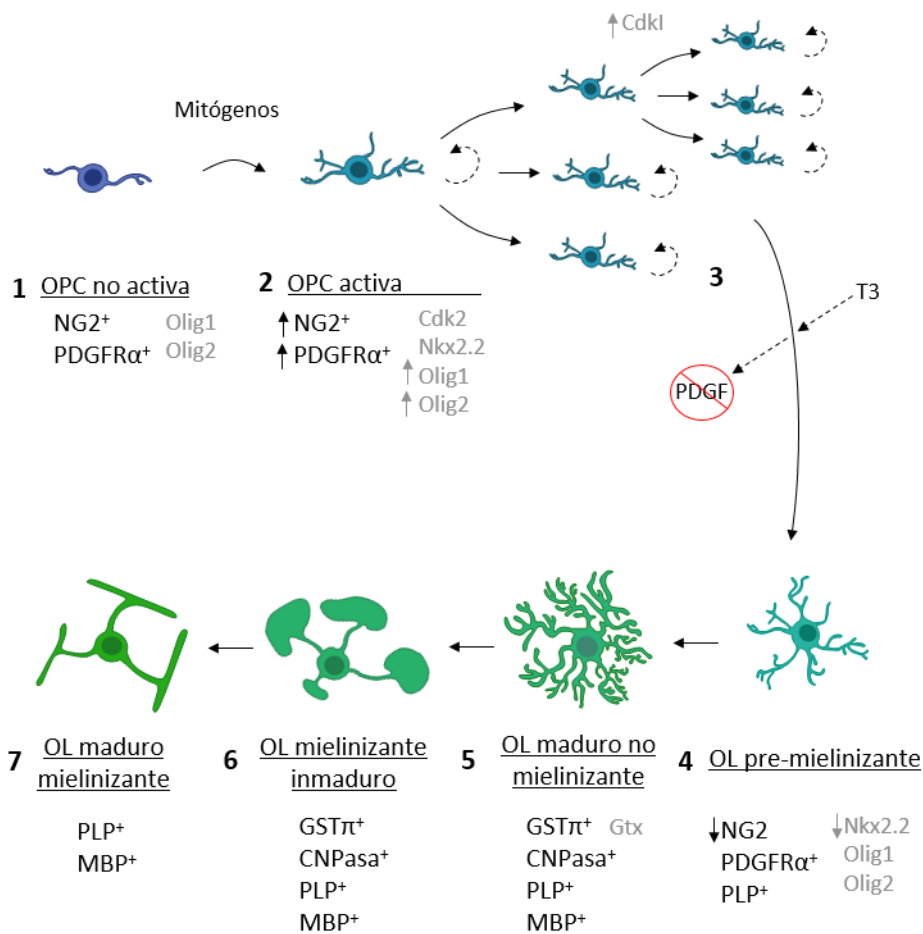 ↑CdkI
Mitógenos
1 OPC no activa
NG2⁺ Olig1
PDGFRα⁺ Olig2
2 OPC activa
↑NG2⁺ Cdk2
↑PDGFRα⁺ Nkx2.2
↑Olig1
↑Olig2
3
T3
PDGF
7 OL maduro
mielinizante
PLP⁺
MBP⁺
6 OL mielinizante
inmaduro
GSTπ⁺
CNPasa⁺
PLP⁺
MBP⁺
5 OL maduro no
mielinizante
GSTπ⁺ Gtx
CNPasa⁺
PLP⁺
MBP⁺
4 OL pre-mielinizante
↓NG2 ↓Nkx2.2
PDGFRα⁺ Olig1
PLP⁺ Olig2